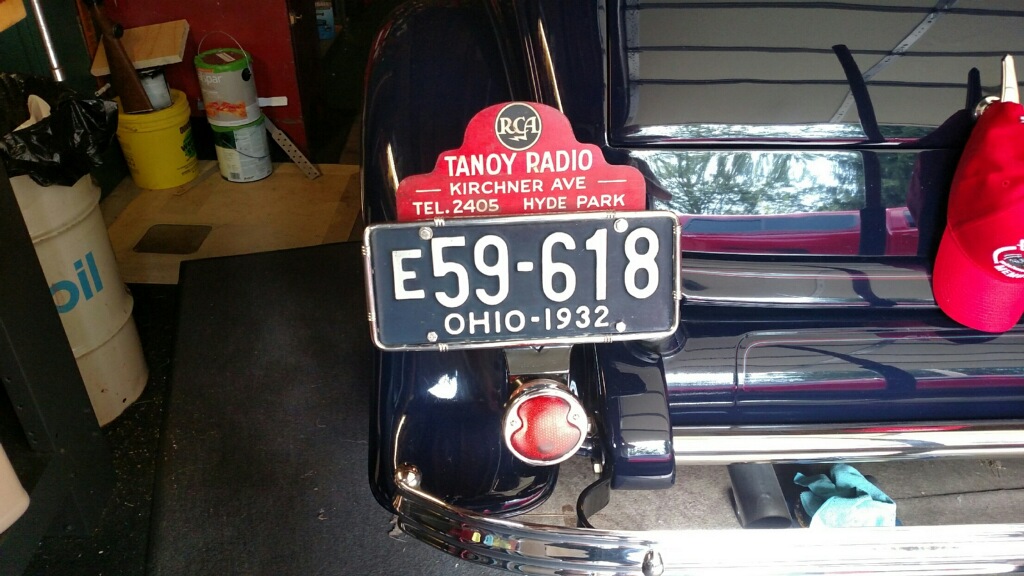 RCA
TANOY RADIO
— KIRCHNER AVE —
TEL.2405 HYDE PARK
E59-618
OHIO-1932
oil